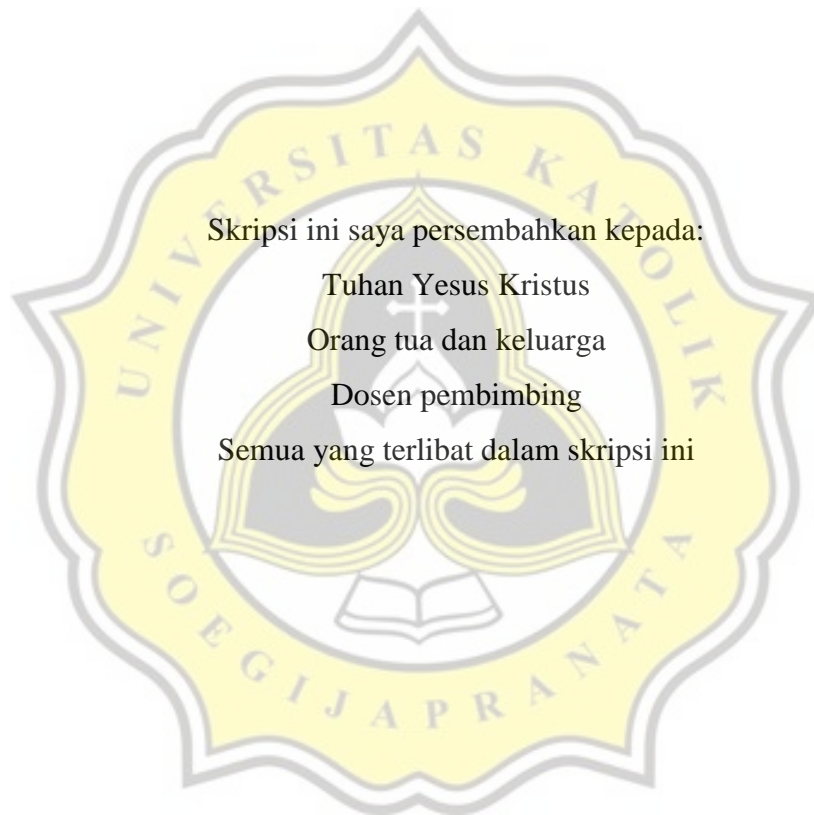 UNIVERSITAS KATOLIK
Skripsi ini saya persembahkan kepada:
Tuhan Yesus Kristus
Orang tua dan keluarga
Dosen pembimbing
Semua yang terlibat dalam skripsi ini
SOEGIJAPRANATA